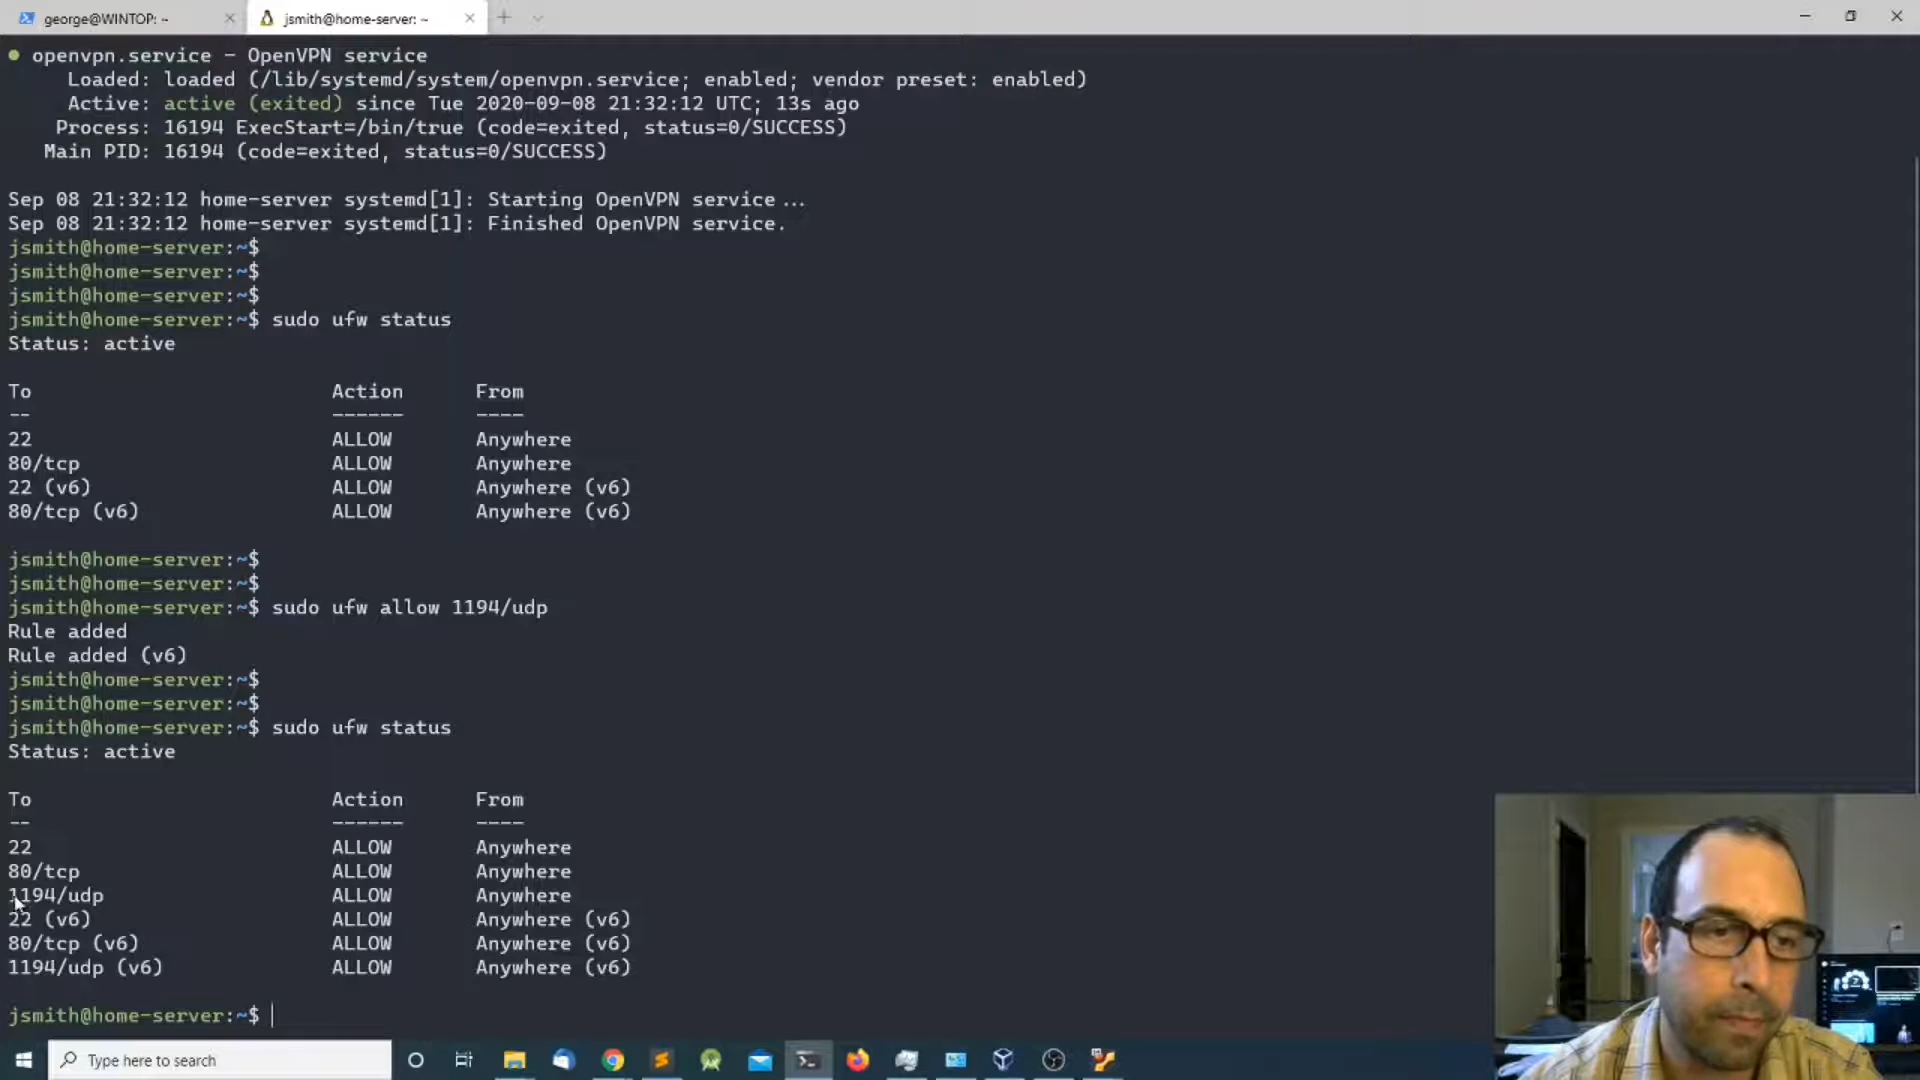 george@WINTOP: ~
jsmith@home-server: ~
openvpn.service - OpenVPN service
Loaded: loaded (/lib/systemd/system/openvpn.service; enabled; vendor preset: enabled)
Active: active (exited) since Tue 2020-09-08 21:32:12 UTC; 13s ago
Process: 16194 ExecStart=/bin/true (code=exited, status=0/SUCCESS)
Main PID: 16194 (code=exited, status=0/SUCCESS)
Sep 08 21:32:12 home-server systemd[1]: Starting OpenVPN service...
Sep 08 21:32:12 home-server systemd[1]: Finished OpenVPN service.
jsmith@home-server:~$
jsmith@home-server:~$
jsmith@home-server:~$
jsmith@home-server:~$ sudo ufw status
Status: active
To Action From
-- ------ ----
22 ALLOW Anywhere
80/tcp ALLOW Anywhere
22 (v6) ALLOW Anywhere (v6)
80/tcp (v6) ALLOW Anywhere (v6)
jsmith@home-server:~$
jsmith@home-server:~$
jsmith@home-server:~$ sudo ufw allow 1194/udp
Rule added
Rule added (v6)
jsmith@home-server:~$
jsmith@home-server:~$
jsmith@home-server:~$ sudo ufw status
Status: active
To Action From
-- ------ ----
22 ALLOW Anywhere
80/tcp ALLOW Anywhere
1194/udp ALLOW Anywhere
22 (v6) ALLOW Anywhere (v6)
80/tcp (v6) ALLOW Anywhere (v6)
1194/udp (v6) ALLOW Anywhere (v6)
jsmith@home-server:~$
Type here to search